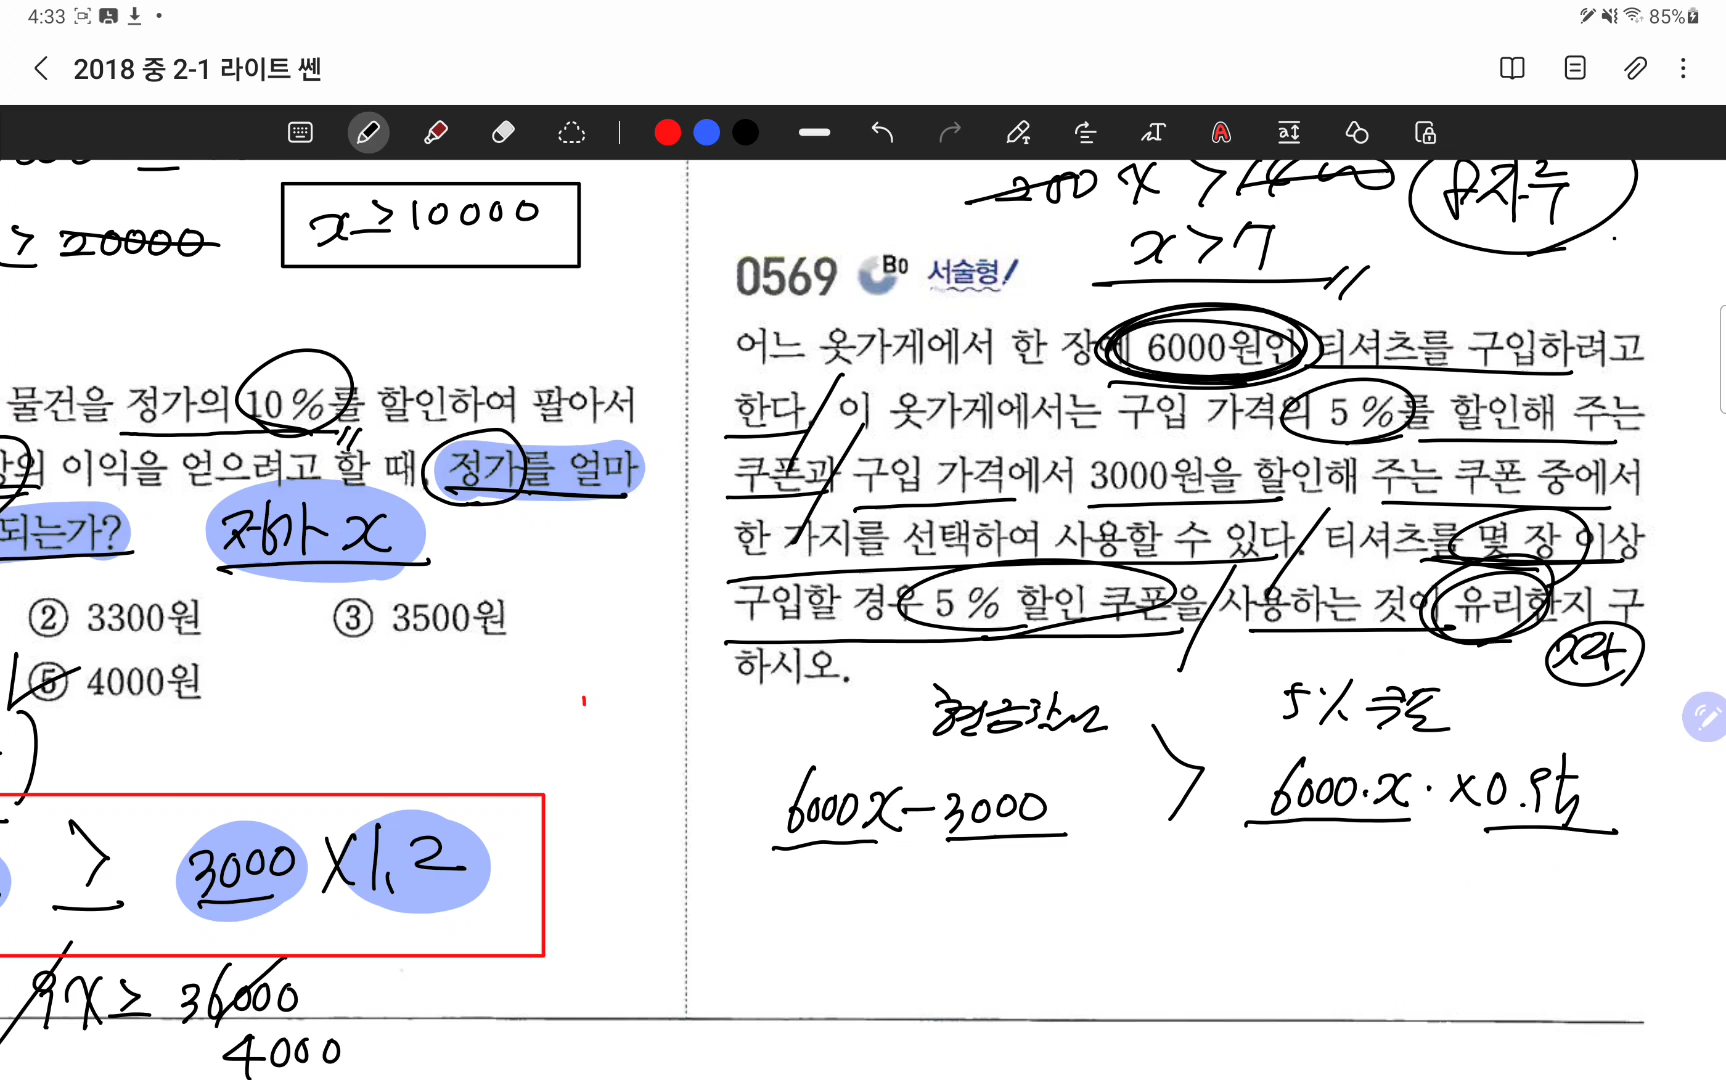 4:33
85%
2018 중 2-1 라이트 쎈
≥ 20000
x ≥ 10000
물건을 정가의 10 %를 할인하여 팔아서
의 이익을 얻으려고 할 때, 정가를 얼마
되는가?
정가 x
② 3300원 ③ 3500원
⑤ 4000원
≥ 3000 × 1.2
9x ≥ 36000
4000
200 x > 1400
x > 7
0569 B0 서술형!
어느 옷가게에서 한 장에 6000원인 티셔츠를 구입하려고
한다. 이 옷가게에서는 구입 가격의 5 %를 할인해 주는
쿠폰과 구입 가격에서 3000원을 할인해 주는 쿠폰 중에서
한 가지를 선택하여 사용할 수 있다. 티셔츠를 몇 장 이상
구입할 경우 5 % 할인 쿠폰을 사용하는 것이 유리한지 구
하시오.
5% 쿠폰
6000x - 3000 > 6000·x· × 0.95